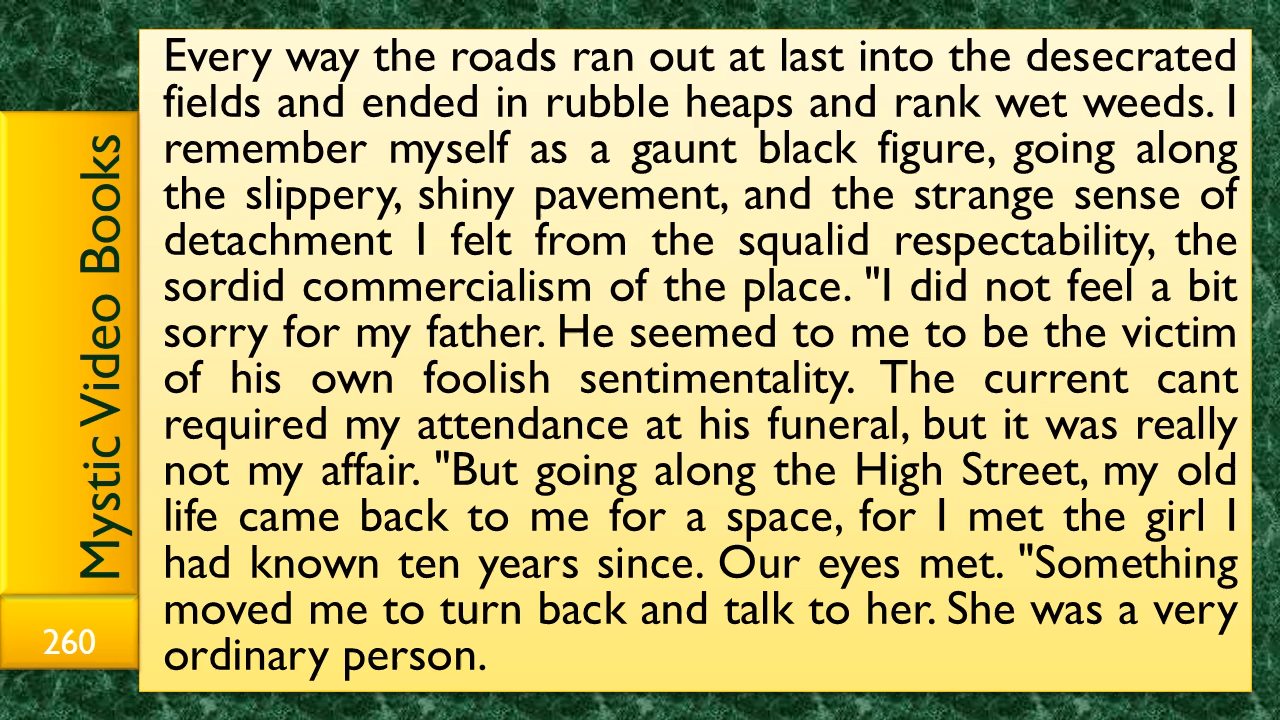 Every way the roads ran out at last into the desecrated
fields and ended in rubble heaps and rank wet weeds. I
remember myself as a gaunt black figure, going along
the slippery, shiny pavement, and the strange sense of
detachment I felt from the squalid respectability, the
sordid commercialism of the place. "I did not feel a bit
sorry for my father. He seemed to me to be the victim
of his own foolish sentimentality. The current cant
required my attendance at his funeral, but it was really
not my affair. "But going along the High Street, my old
life came back to me for a space, for I met the girl I
had known ten years since. Our eyes met. "Something
moved me to turn back and talk to her. She was a very
ordinary person.
Mystic Video Books
260